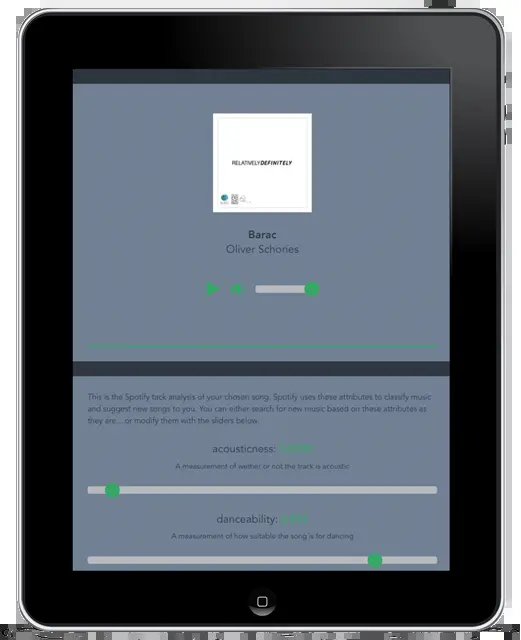 RELATIVELYDEFINITELY
Barac
Oliver Schories
This is the Spotify tack analysis of your chosen song. Spotify uses these attributes to classify music
and suggest new songs to you. You can either search for new music based on these attributes as
they are... or modify them with the sliders below.
acousticness:
A measurement of wether or not the track is acoustic
danceability:
A measurement of how suitable the song is for dancing